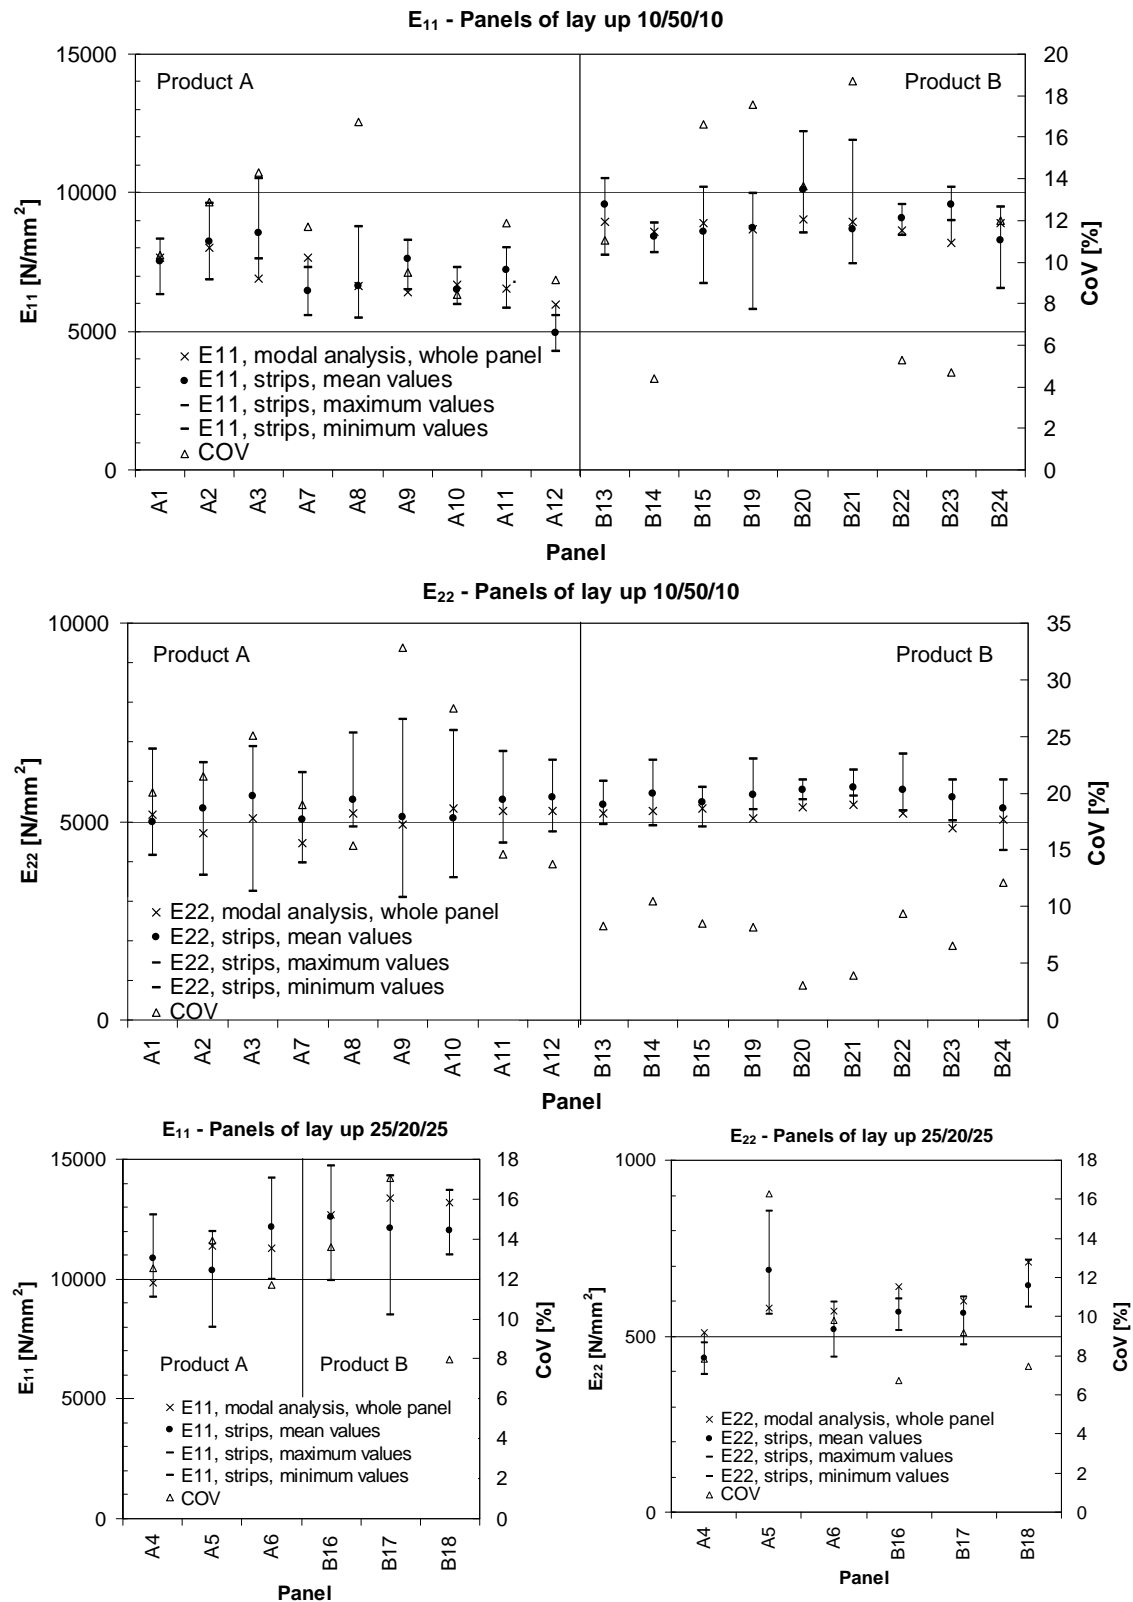 E11 - Panels of lay up 10/50/10
15000
10000
5000
0
E11 [N/mm2]
Product A
Product B
20
18
16
14
12
10
8
6
4
2
0
CoV [%]
E11, modal analysis, whole panel
E11, strips, mean values
E11, strips, maximum values
E11, strips, minimum values
COV
A1 A2 A3 A7 A8 A9 A10 A11 A12 B13 B14 B15 B19 B20 B21 B22 B23 B24
Panel
E22 - Panels of lay up 10/50/10
10000
5000
0
E22 [N/mm2]
Product A
Product B
35
30
25
20
15
10
5
0
CoV [%]
E22, modal analysis, whole panel
E22, strips, mean values
E22, strips, maximum values
E22, strips, minimum values
COV
A1 A2 A3 A7 A8 A9 A10 A11 A12 B13 B14 B15 B19 B20 B21 B22 B23 B24
Panel
E11 - Panels of lay up 25/20/25
15000
10000
5000
0
E11 [N/mm2]
Product A
Product B
18
16
14
12
10
8
6
4
2
0
CoV [%]
E11, modal analysis, whole panel
E11, strips, mean values
E11, strips, maximum values
E11, strips, minimum values
COV
A4 A5 A6 B16 B17 B18
Panel
E22 - Panels of lay up 25/20/25
1000
500
0
E22 [N/mm2]
18
16
14
12
10
8
6
4
2
0
CoV [%]
E22, modal analysis, whole panel
E22, strips, mean values
E22, strips, maximum values
E22, strips, minimum values
COV
A4 A5 A6 B16 B17 B18
Panel